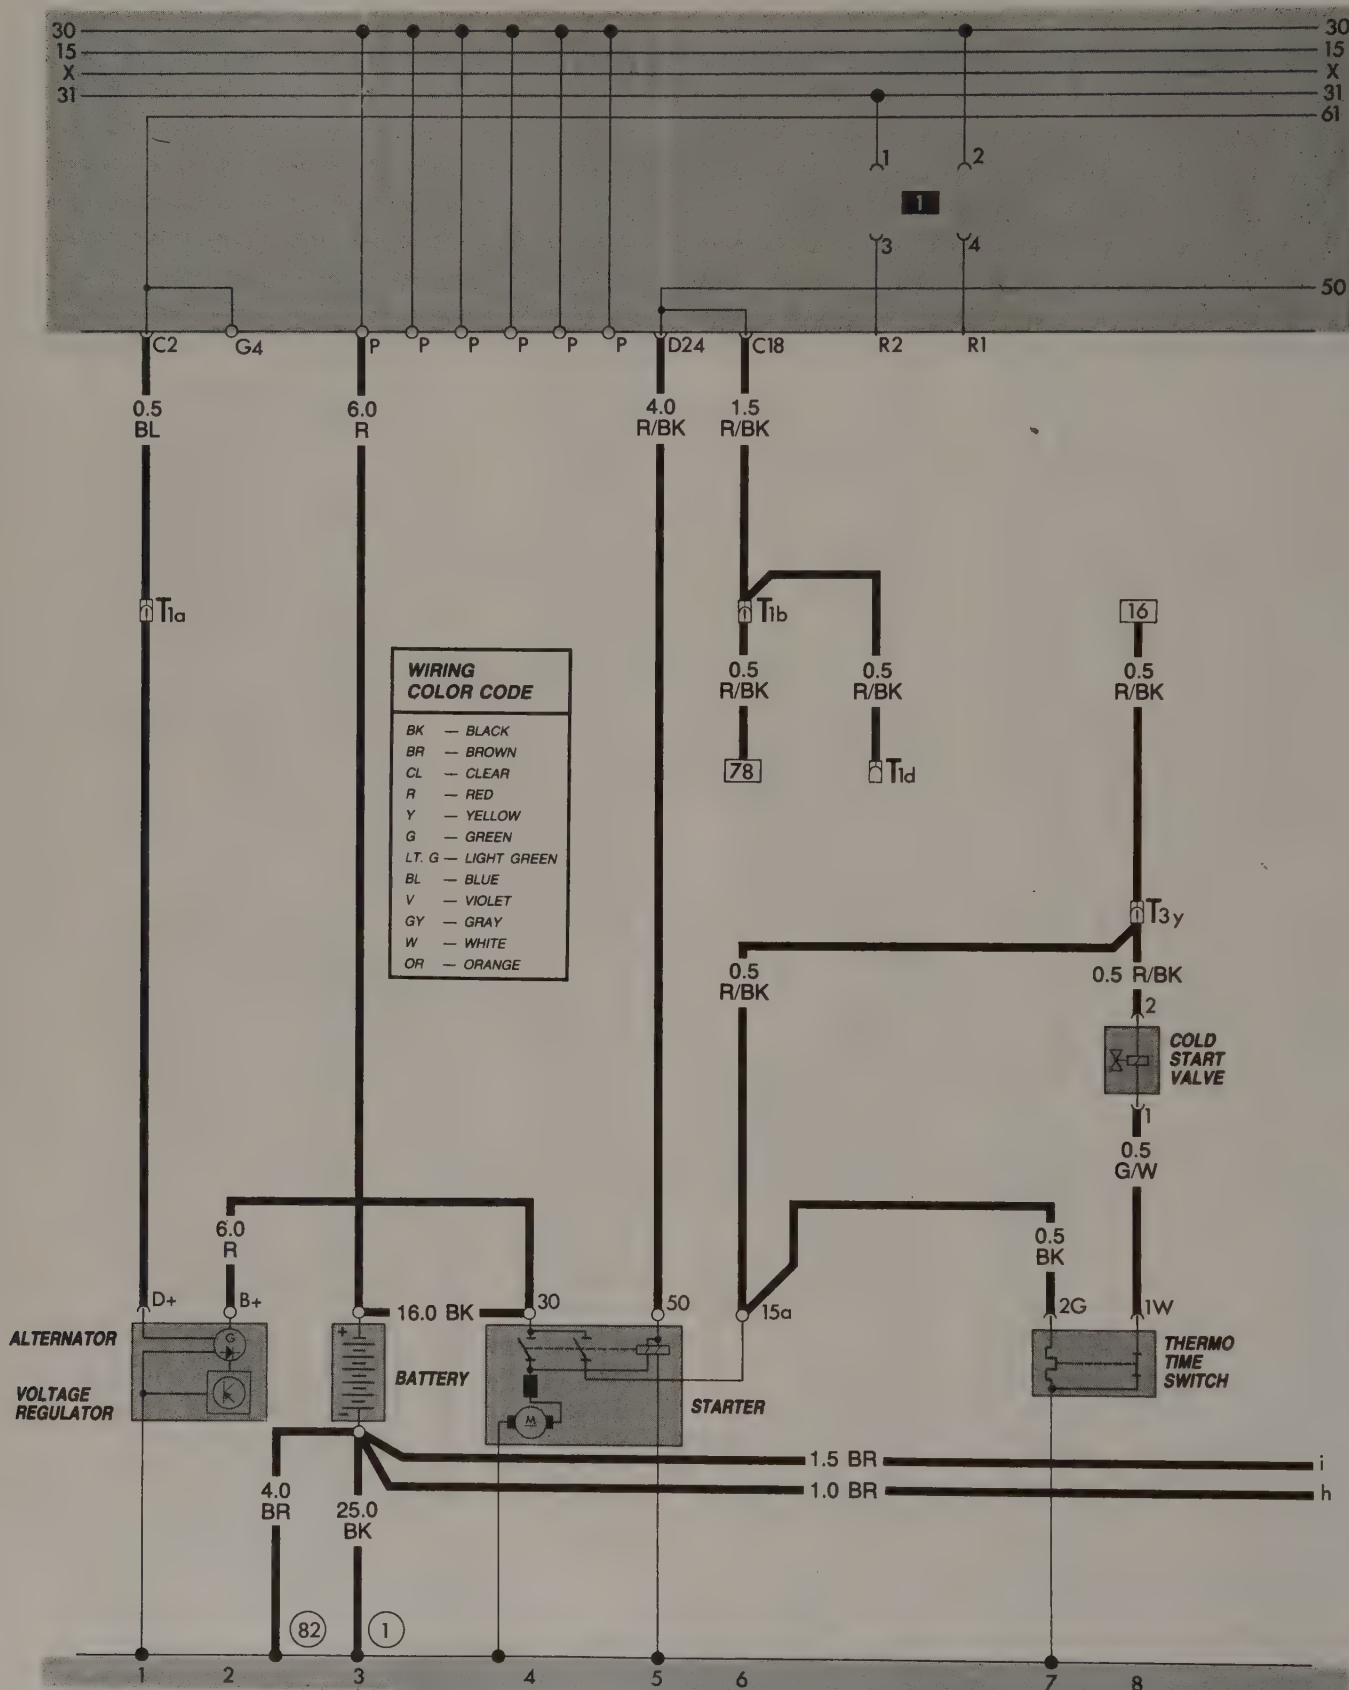 30 30
15 15
X X
31 31
61
1 2
1
3 4
50
C2 G4 P P P P P P D24 C18 R2 R1
0.5 6.0 4.0 1.5
BL R R/BK R/BK
T1a T1b 16
WIRING
COLOR CODE
BK — BLACK
BR — BROWN
CL — CLEAR
R — RED
Y — YELLOW
G — GREEN
LT. G — LIGHT GREEN
BL — BLUE
V — VIOLET
GY — GRAY
W — WHITE
OR — ORANGE
0.5 0.5 0.5
R/BK R/BK R/BK
78 T1d
T3y
0.5
R/BK
0.5 R/BK
2
COLD
START
VALVE
1
0.5
G/W
6.0
R
0.5
BK
D+ B+ 16.0 BK 30 50 15a 2G 1W
ALTERNATOR
VOLTAGE
REGULATOR
G
+
-
BATTERY
M
STARTER
THERMO
TIME
SWITCH
1.5 BR i
1.0 BR h
4.0
BR
25.0
BK
82 1
1 2 3 4 5 6 7 8